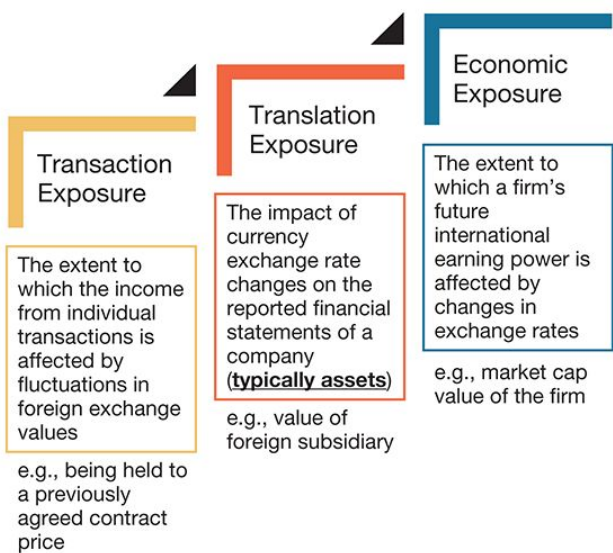 Transaction
Exposure
The extent to
which the income
from individual
transactions is
affected by
fluctuations in
foreign exchange
values
e.g., being held to
a previously
agreed contract
price
Translation
Exposure
The impact of
currency
exchange rate
changes on the
reported financial
statements of a
company
(typically assets)
e.g., value of
foreign subsidiary
Economic
Exposure
The extent to
which a firm's
future
international
earning power is
affected by
changes in
exchange rates
e.g., market cap
value of the firm